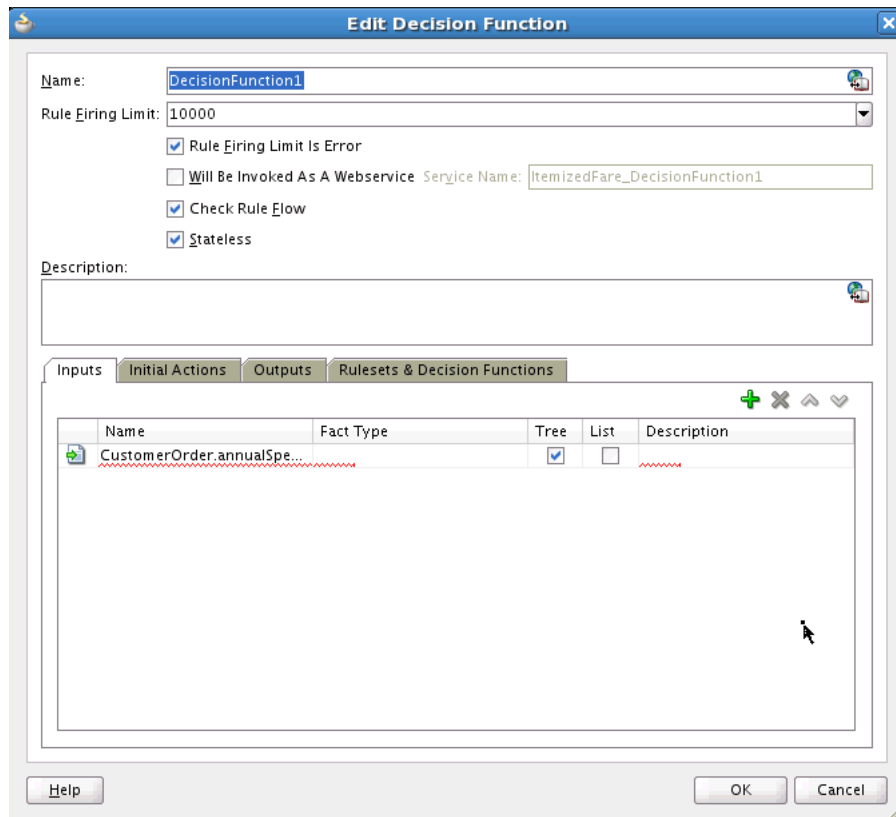 Edit Decision Function
Name: DecisionFunction1
Rule Firing Limit: 10000
Rule Firing Limit Is Error
Will Be Invoked As A Webservice Service Name: ItemizedFare_DecisionFunction1
Check Rule Flow
Stateless
Description:
Inputs Initial Actions Outputs Rulesets & Decision Functions
Name Fact Type Tree List Description
CustomerOrder.annualSpe...
Help OK Cancel